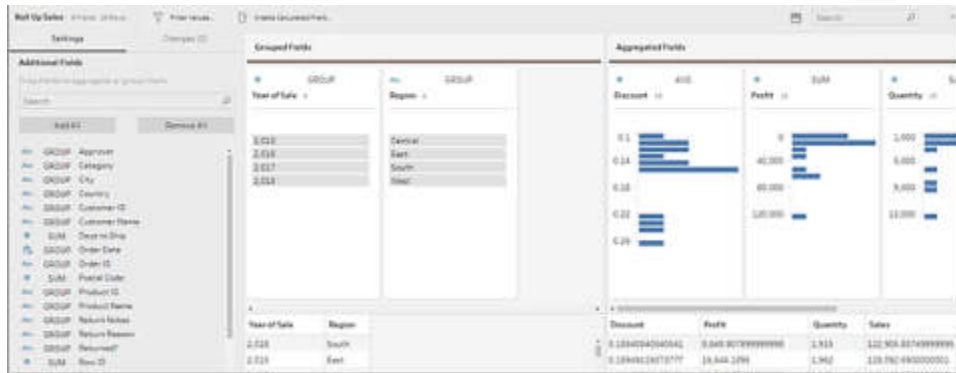 Roll Up Sales
Filter Values...
Create Calculated Field...
Search
Settings
Changes (0)
Additional Fields
Search
Add All
Remove All
GROUP Approver
GROUP Category
GROUP City
GROUP Country
GROUP Customer ID
GROUP Customer Name
SUM Days to Ship
GROUP Order Date
GROUP Order ID
SUM Postal Code
GROUP Product ID
GROUP Product Name
GROUP Return Notes
GROUP Return Reason
GROUP Returned?
SUM Row ID
Grouped Fields
GROUP
Year of Sale 4
GROUP
Region 4
2,015
2,016
2,017
2,018
Central
East
South
West
Aggregated Fields
AVG
Discount
SUM
Profit
Quantity
0.1
0.14
0.18
0.22
0.26
0
40,000
80,000
120,000
1,000
5,000
9,000
13,000
Year of Sale Region
South
East
Discount Profit Quantity Sales
1,915
1,962